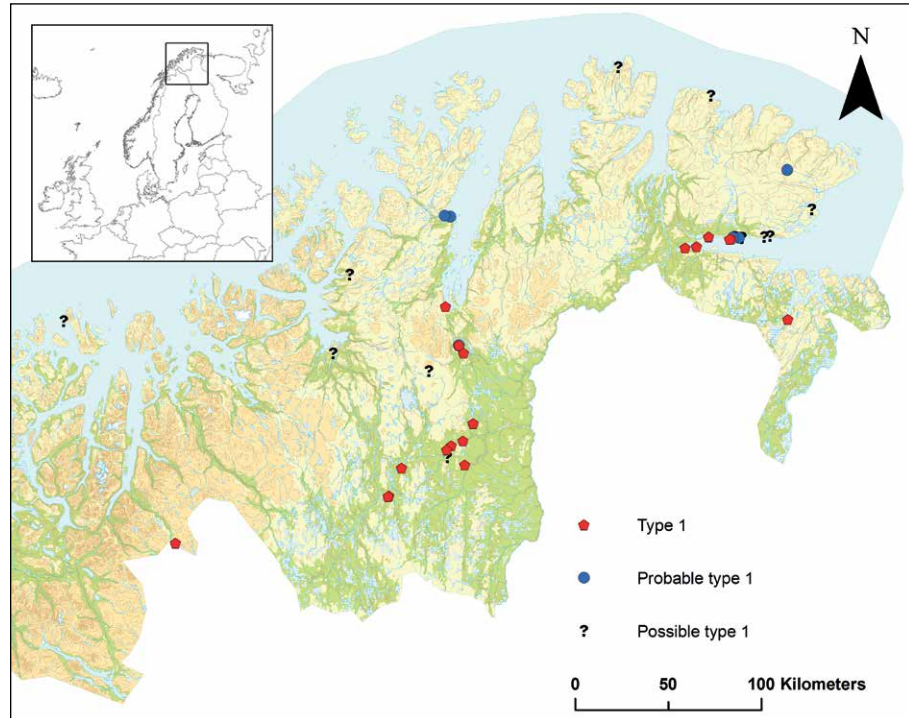 N
Type 1
Probable type 1
Possible type 1
0 50 100 Kilometers